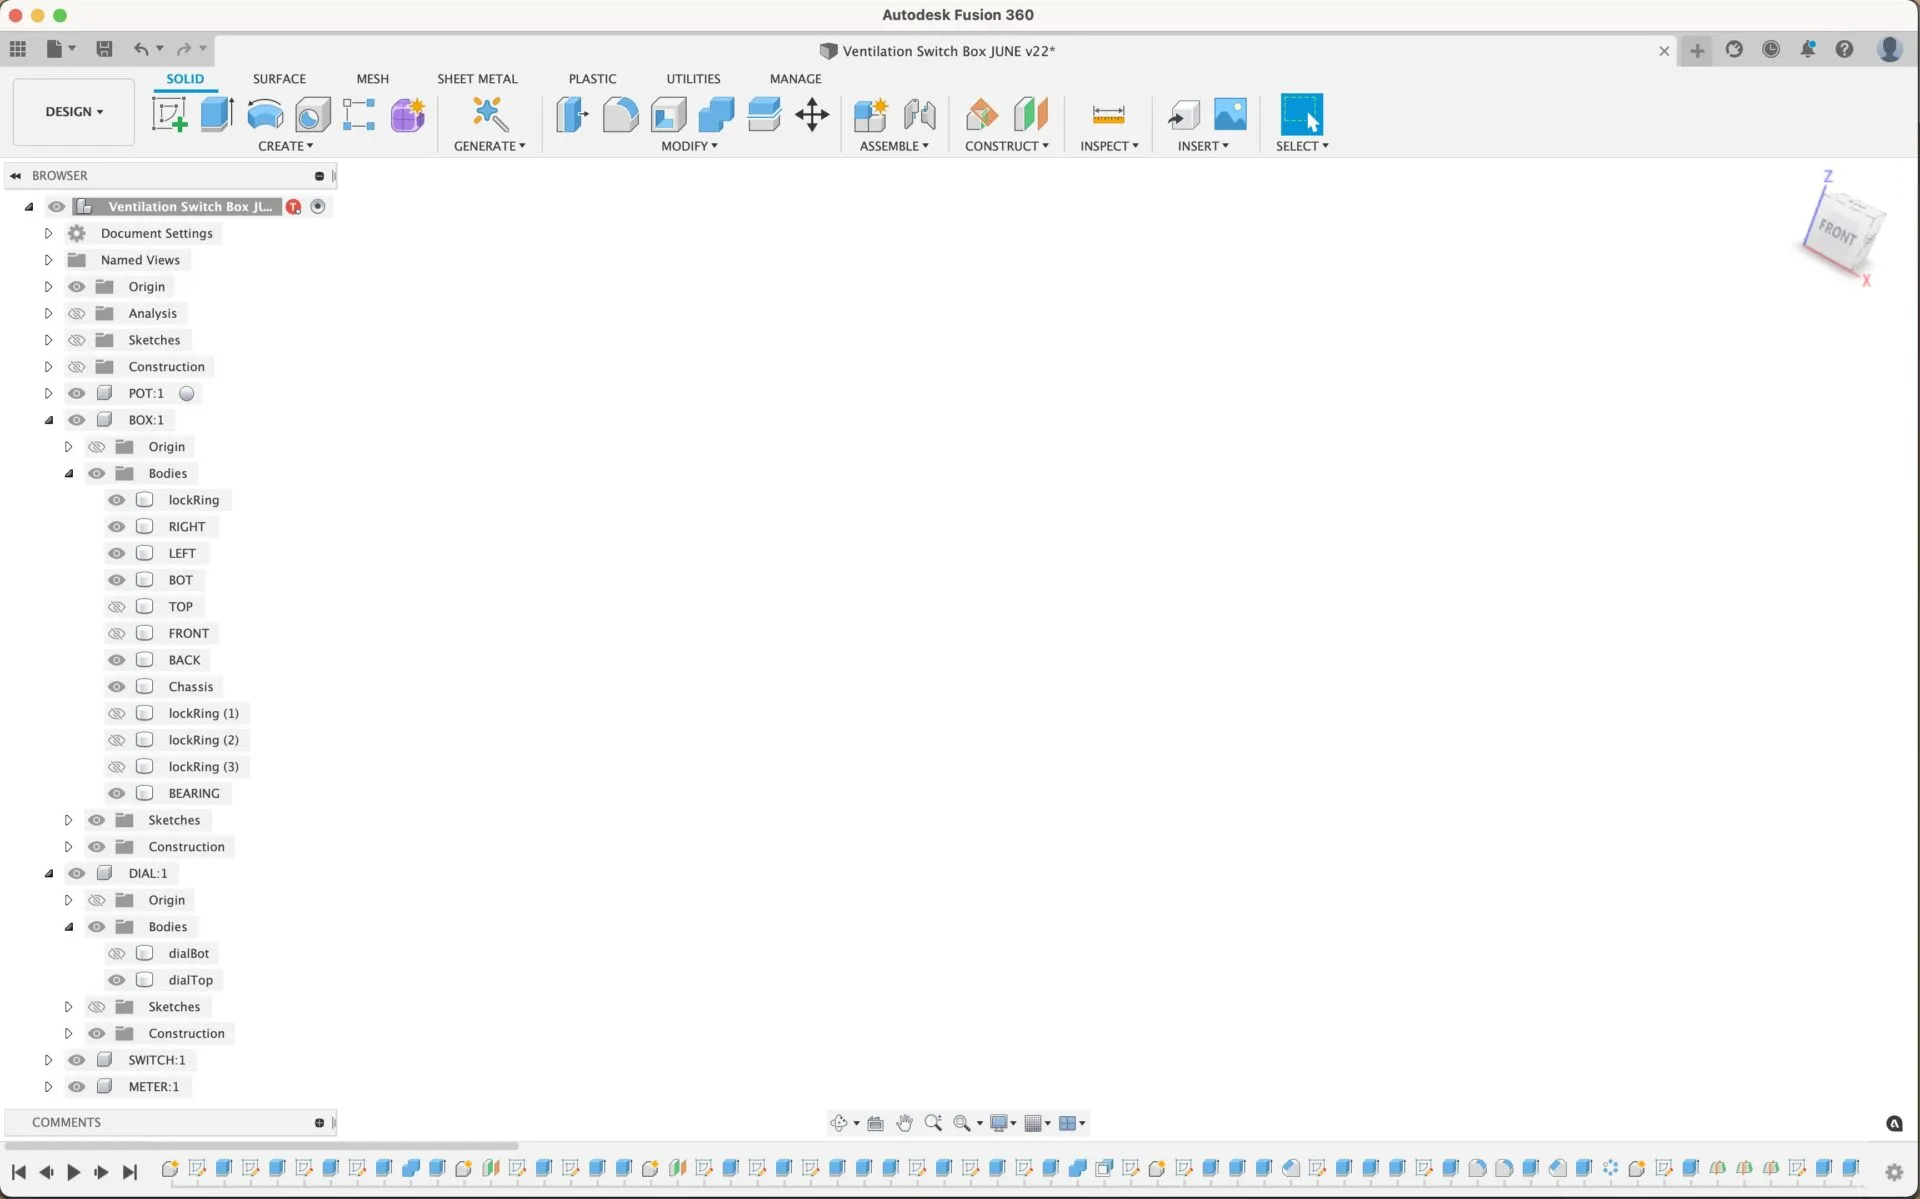 Autodesk Fusion 360
Ventilation Switch Box JUNE v22*
SOLID SURFACE MESH SHEET METAL PLASTIC UTILITIES MANAGE
DESIGN
CREATE GENERATE MODIFY ASSEMBLE CONSTRUCT INSPECT INSERT SELECT
BROWSER
Ventilation Switch Box JL...
Document Settings
Named Views
Origin
Analysis
Sketches
Construction
POT:1
BOX:1
Origin
Bodies
lockRing
RIGHT
LEFT
BOT
TOP
FRONT
BACK
Chassis
lockRing (1)
lockRing (2)
lockRing (3)
BEARING
Sketches
Construction
DIAL:1
Origin
Bodies
dialBot
dialTop
Sketches
Construction
SWITCH:1
METER:1
COMMENTS
Z
FRONT
X